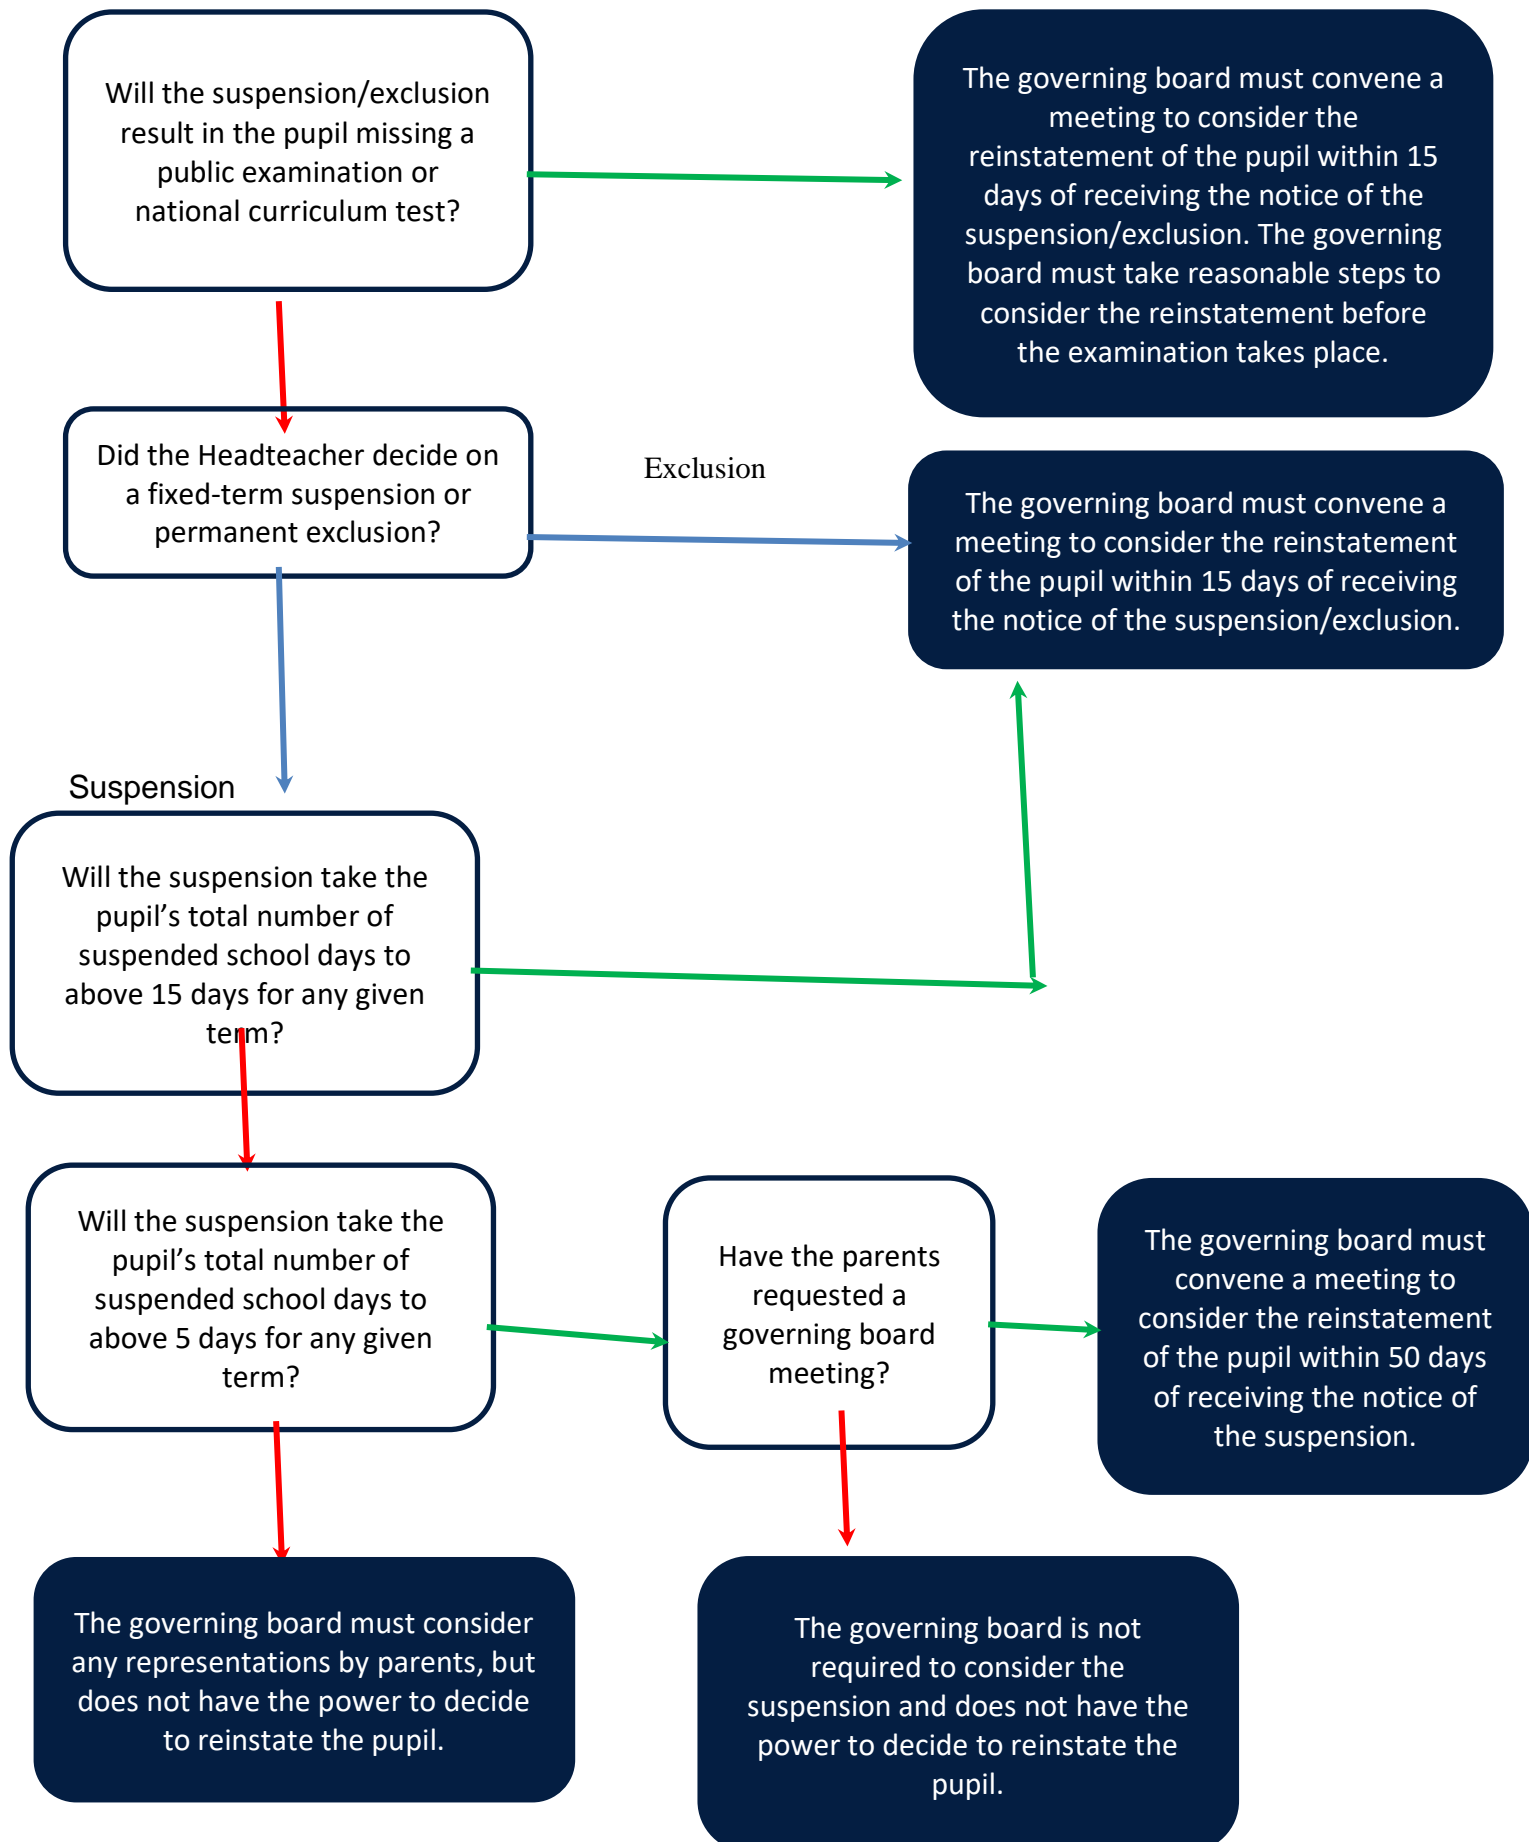 Will the suspension/exclusion
result in the pupil missing a
public examination or
national curriculum test?
The governing board must convene a
meeting to consider the
reinstatement of the pupil within 15
days of receiving the notice of the
suspension/exclusion. The governing
board must take reasonable steps to
consider the reinstatement before
the examination takes place.
Did the Headteacher decide on
a fixed-term suspension or
permanent exclusion?
Exclusion
The governing board must convene a
meeting to consider the reinstatement
of the pupil within 15 days of receiving
the notice of the suspension/exclusion.
Suspension
Will the suspension take the
pupil’s total number of
suspended school days to
above 15 days for any given
term?
Will the suspension take the
pupil’s total number of
suspended school days to
above 5 days for any given
term?
Have the parents
requested a
governing board
meeting?
The governing board must
convene a meeting to
consider the reinstatement
of the pupil within 50 days
of receiving the notice of
the suspension.
The governing board must consider
any representations by parents, but
does not have the power to decide
to reinstate the pupil.
The governing board is not
required to consider the
suspension and does not have the
power to decide to reinstate the
pupil.